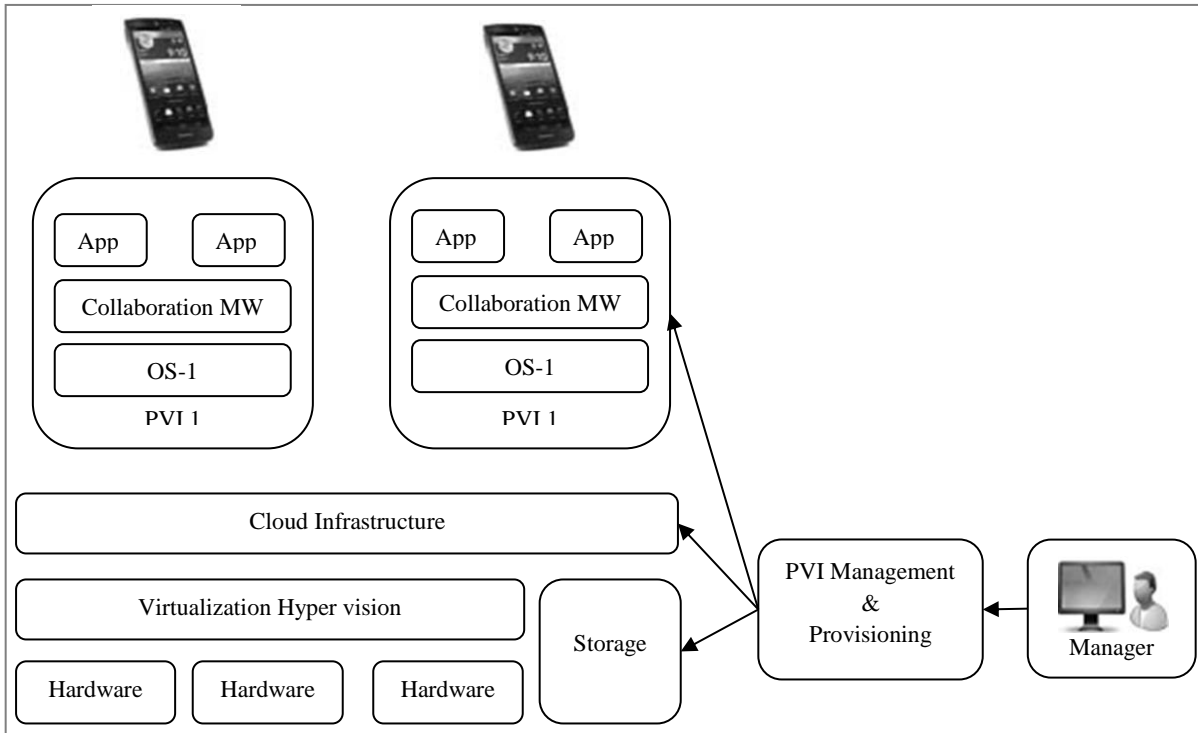 App
App
Collaboration MW
OS-1
PVI 1
App
App
Collaboration MW
OS-1
PVI 1
Cloud Infrastructure
Virtualization Hyper vision
Storage
Hardware
Hardware
Hardware
PVI Management
&
Provisioning
Manager